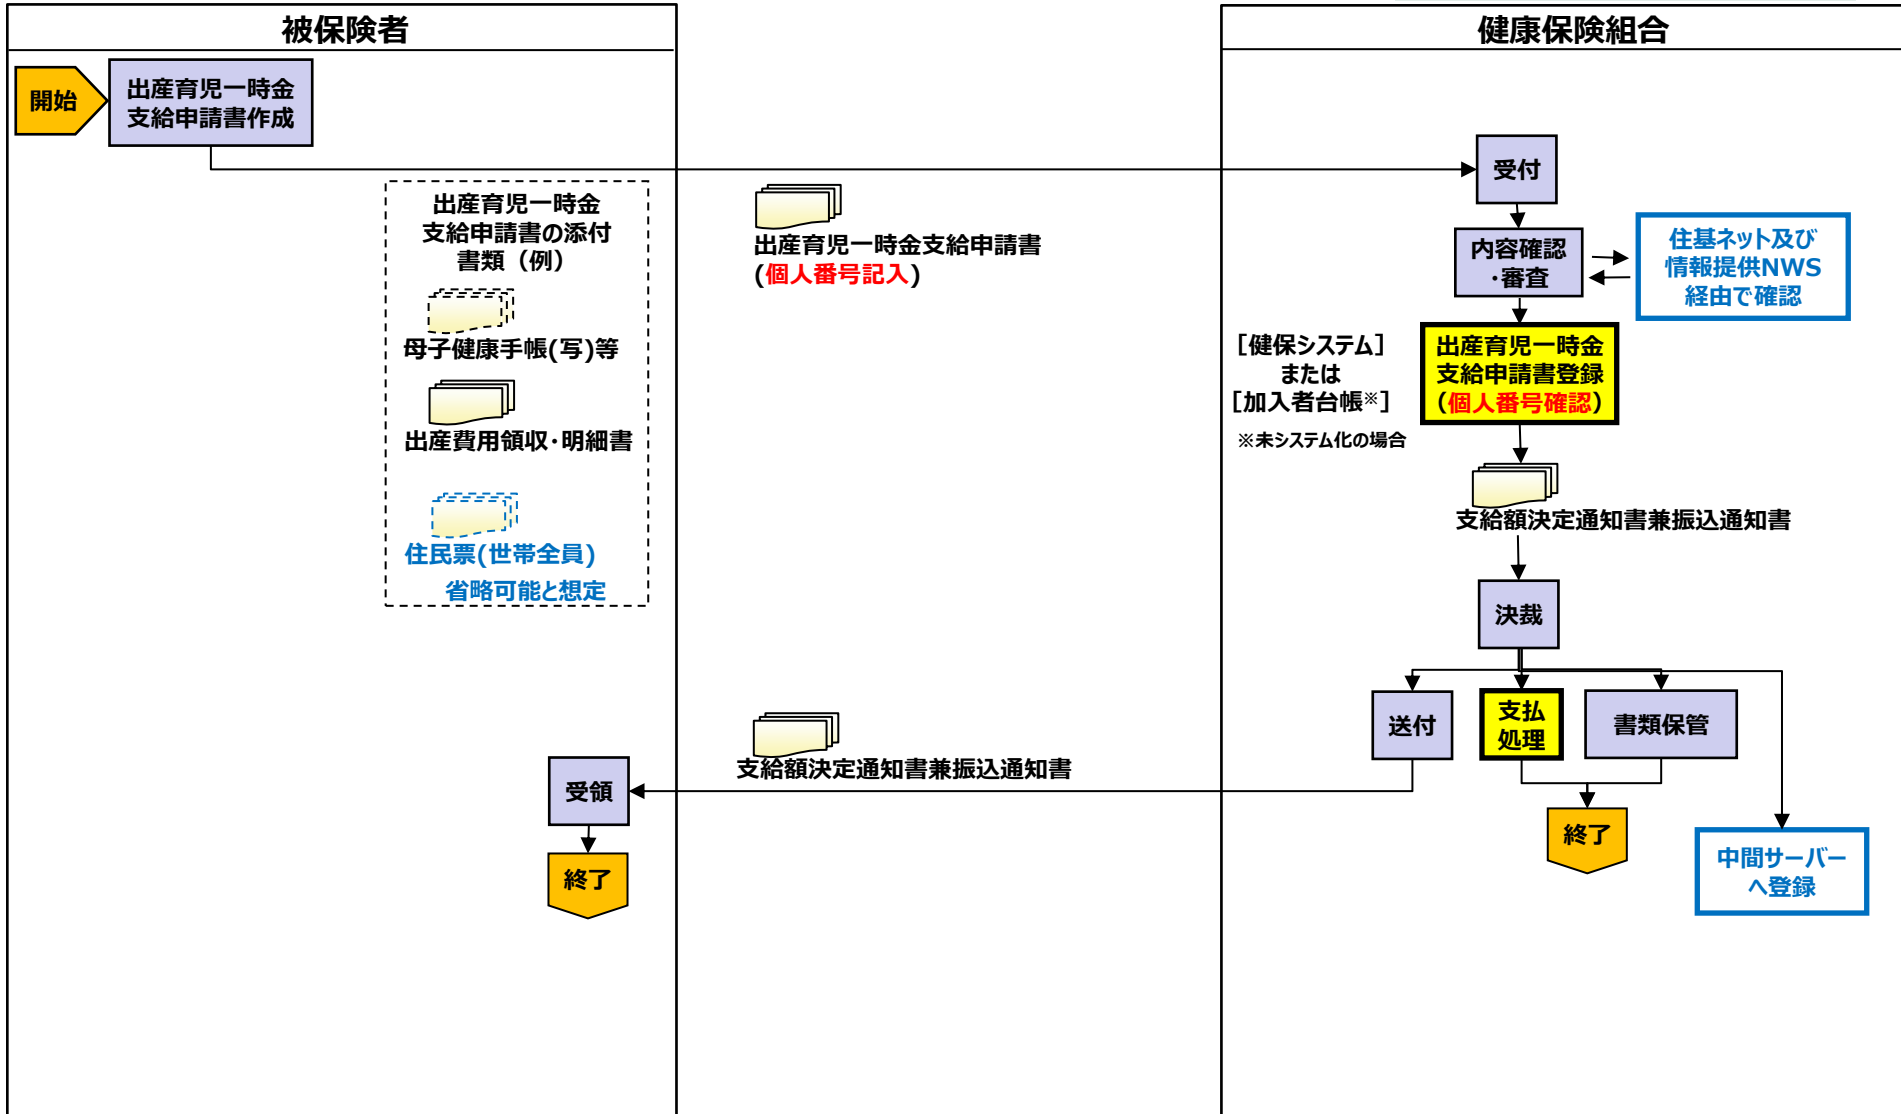 被保険者
健康保険組合
開始
出産育児一時金
支給申請書作成
受付
出産育児一時金
支給申請書の添付
書類（例）
母子健康手帳(写)等
出産費用領収・明細書
住民票(世帯全員)
省略可能と想定
出産育児一時金支給申請書
(個人番号記入)
内容確認
・審査
住基ネット及び
情報提供NWS
経由で確認
［健保システム］
または
［加入者台帳※］
※未システム化の場合
出産育児一時金
支給申請書登録
（個人番号確認）
支給額決定通知書兼振込通知書
決裁
送付
支払
処理
書類保管
支給額決定通知書兼振込通知書
受領
終了
終了
中間サーバー
へ登録